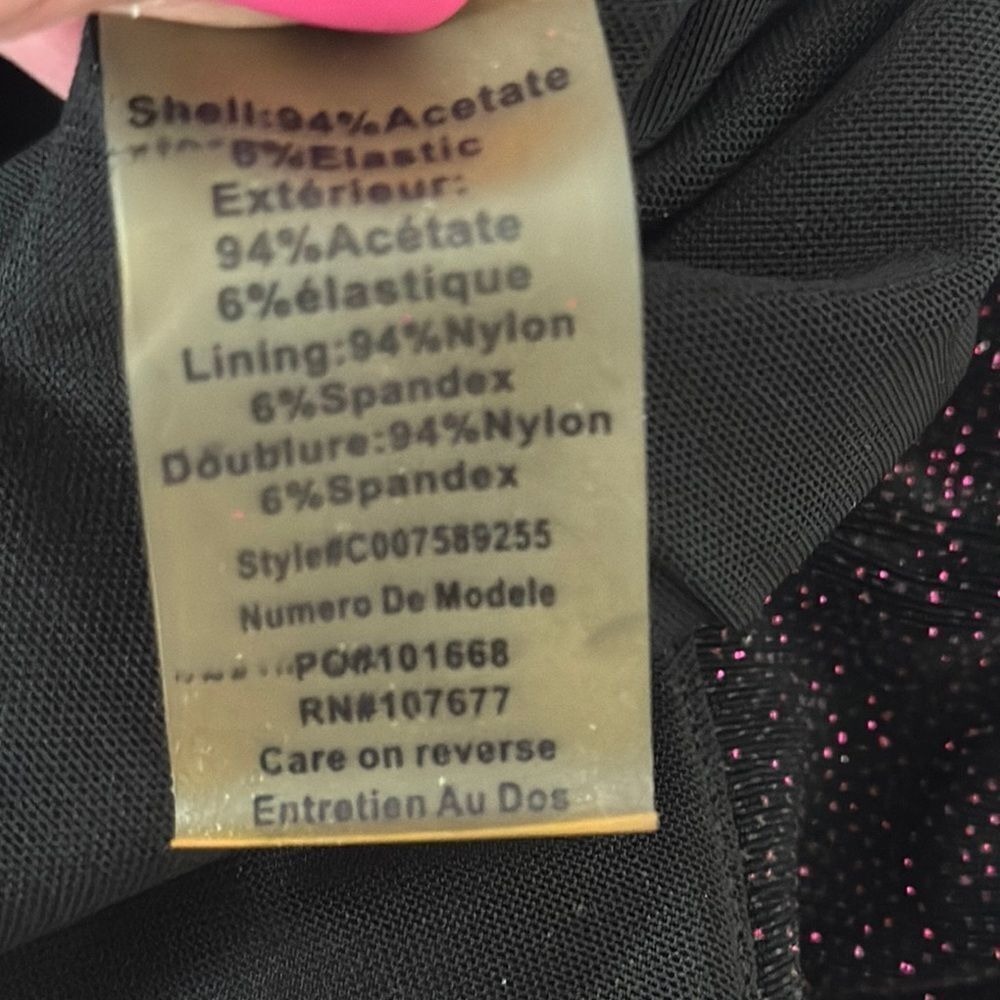 Shell:94%Acetate
6%Elastic
Extérieur:
94%Acétate
6%élastique
Lining:94%Nylon
6%Spandex
Doublure:94%Nylon
6%Spandex
Style#C007589255
Numero De Modele
PO#101668
RN#107677
Care on reverse
Entretien Au Dos